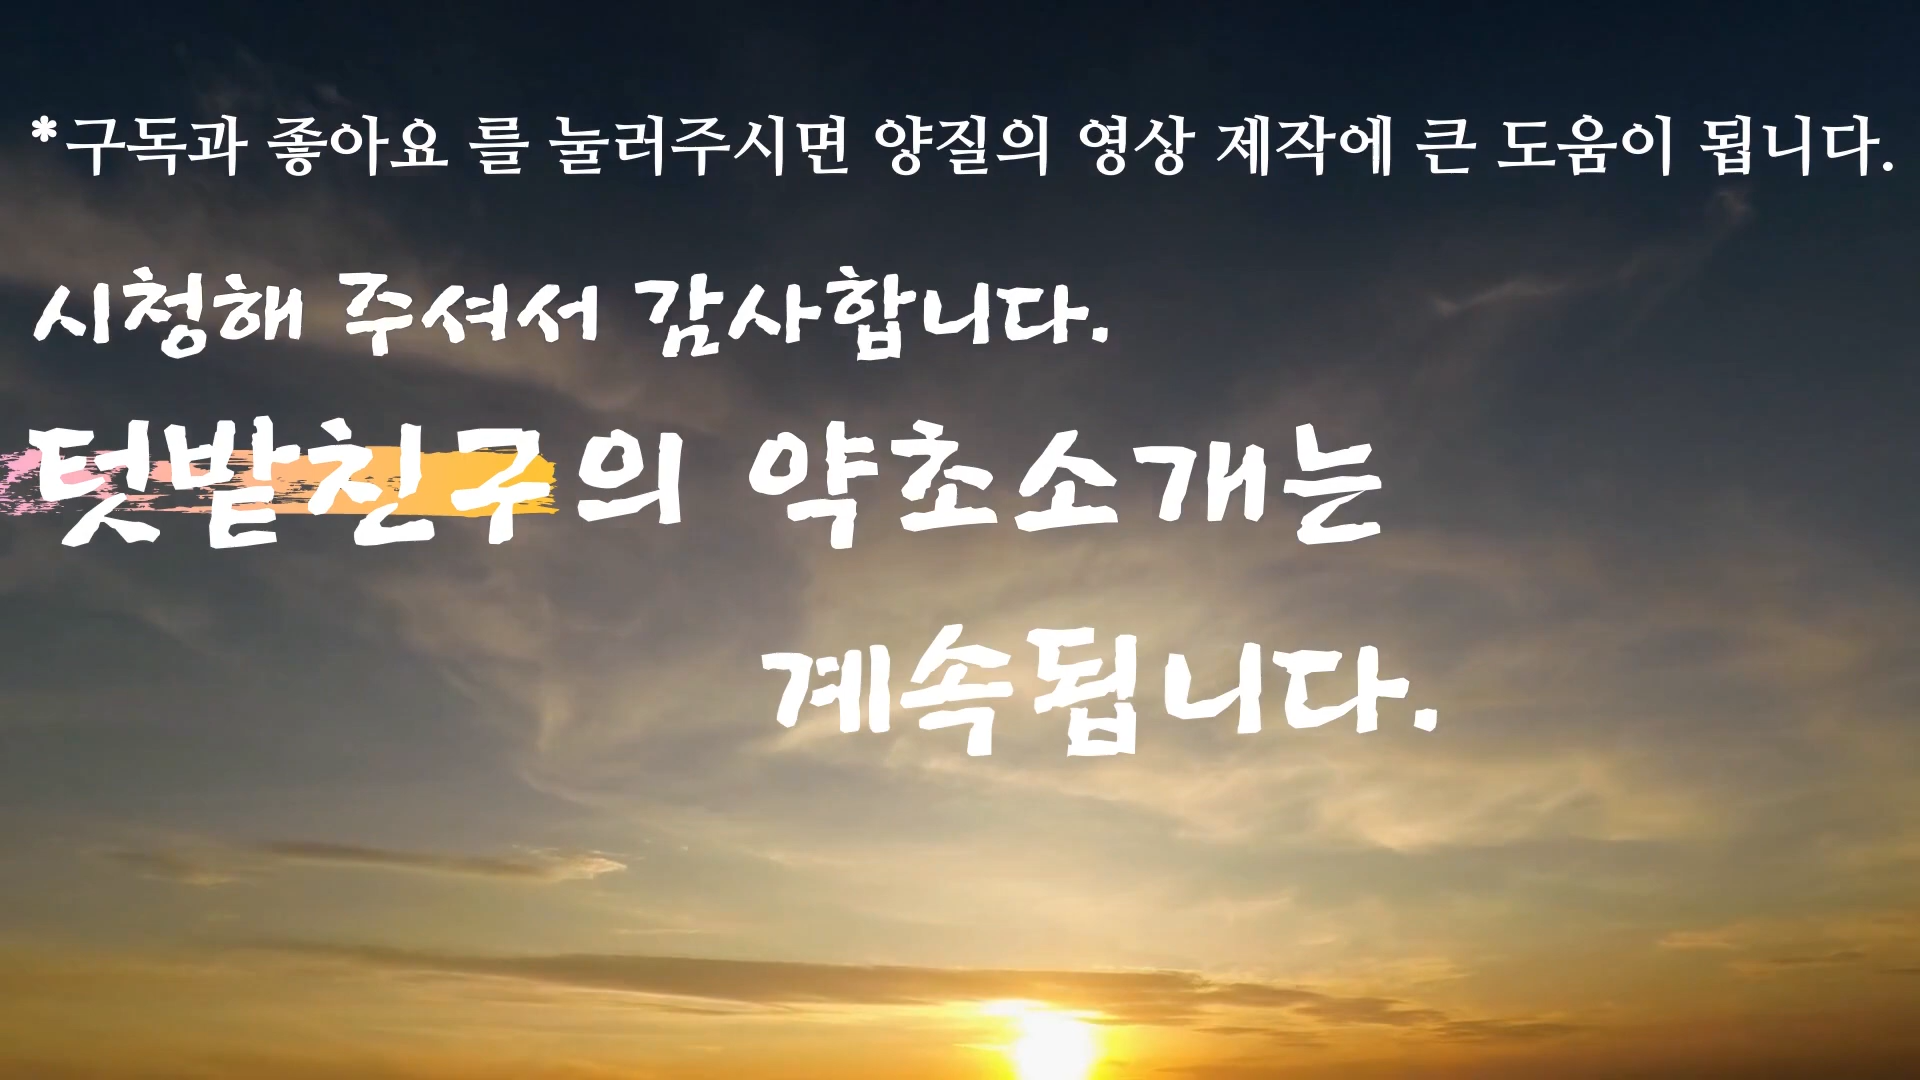 *구독과 좋아요 를 눌러주시면 양질의 영상 제작에 큰 도움이 됩니다.
시청해 주셔서 감사합니다.
텃밭친구의 약초소개는
계속됩니다.